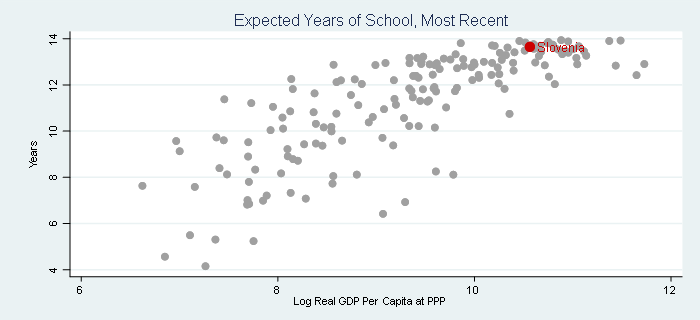 Expected Years of School, Most Recent
14
12
10
8
6
4
Years
Slovenia
6 8 10 12
Log Real GDP Per Capita at PPP